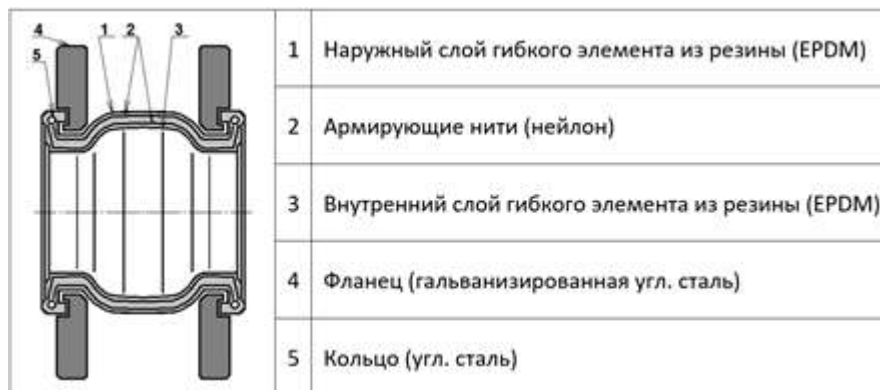 4 1 2 3
5
1 Наружный слой гибкого элемента из резины (EPDM)
2 Армирующие нити (нейлон)
3 Внутренний слой гибкого элемента из резины (EPDM)
4 Фланец (гальванизированная угл. сталь)
5 Кольцо (угл. сталь)